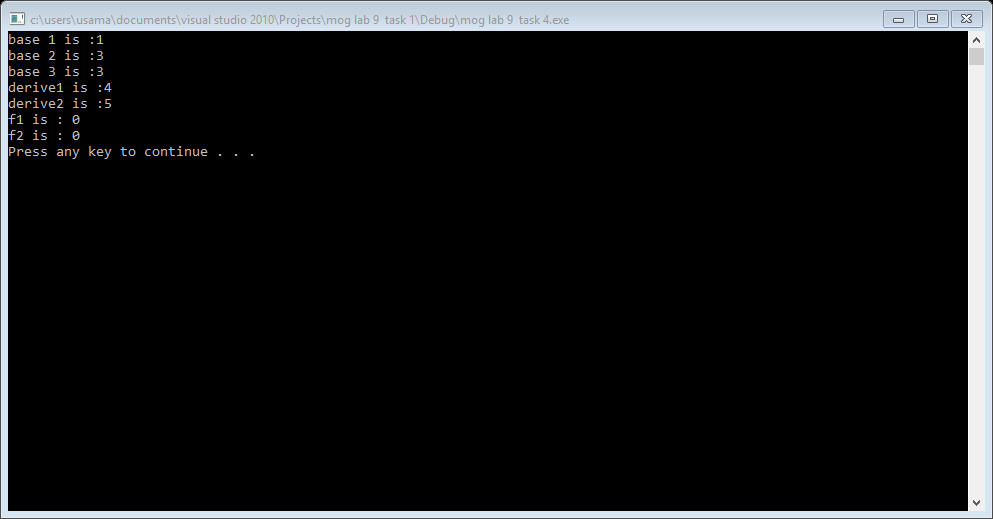 c:\users\usama\documents\visual studio 2010\Projects\mog lab 9  task 1\Debug\mog lab 9  task 4.exe
base 1 is :1
base 2 is :3
base 3 is :3
derive1 is :4
derive2 is :5
f1 is : 0
f2 is : 0
Press any key to continue . . .